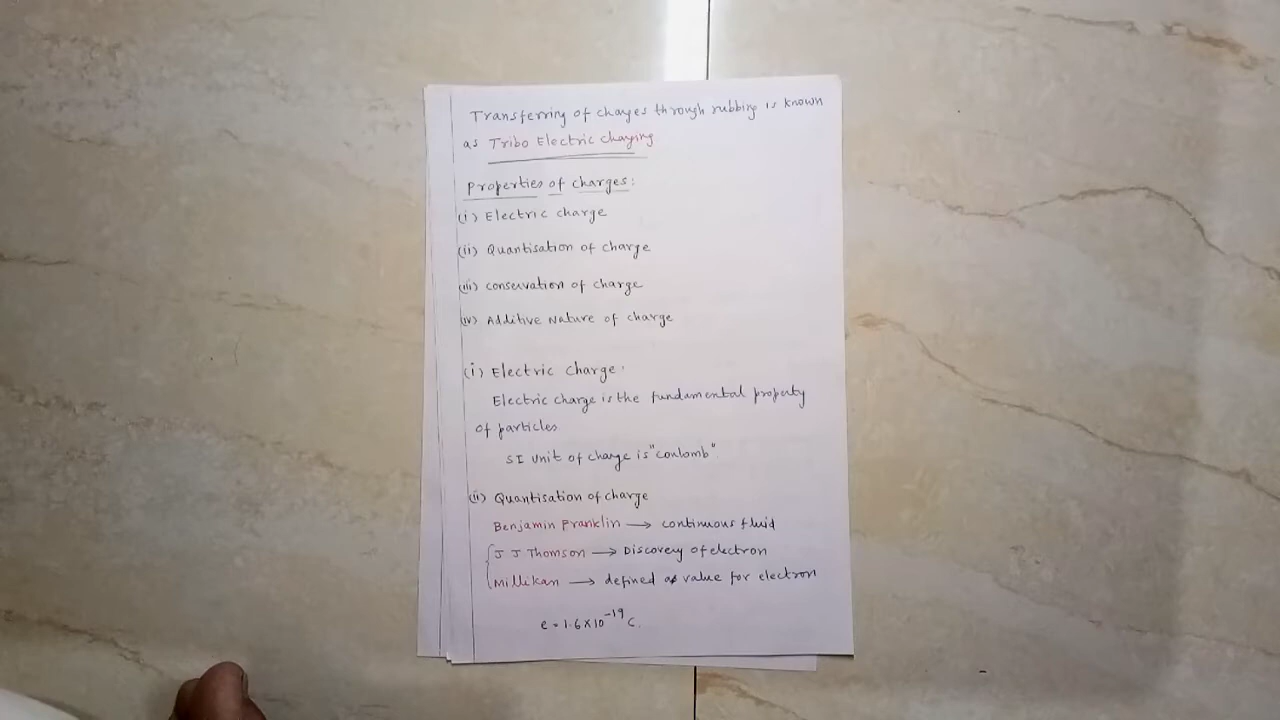 Transferring of charges through rubbing is known
as Tribo Electric charging
properties of charges:
(i) Electric charge
(ii) Quantisation of charge
(iii) conservation of charge
(iv) Additive Nature of charge
(i) Electric charge:
Electric charge is the fundamental property
of particles
SI unit of charge is "coulomb".
(ii) Quantisation of charge
Benjamin Franklin → continuous fluid
J J Thomson → Discovery of electron
Millikan → defined a value for electron
e = 1.6×10⁻¹⁹ C.